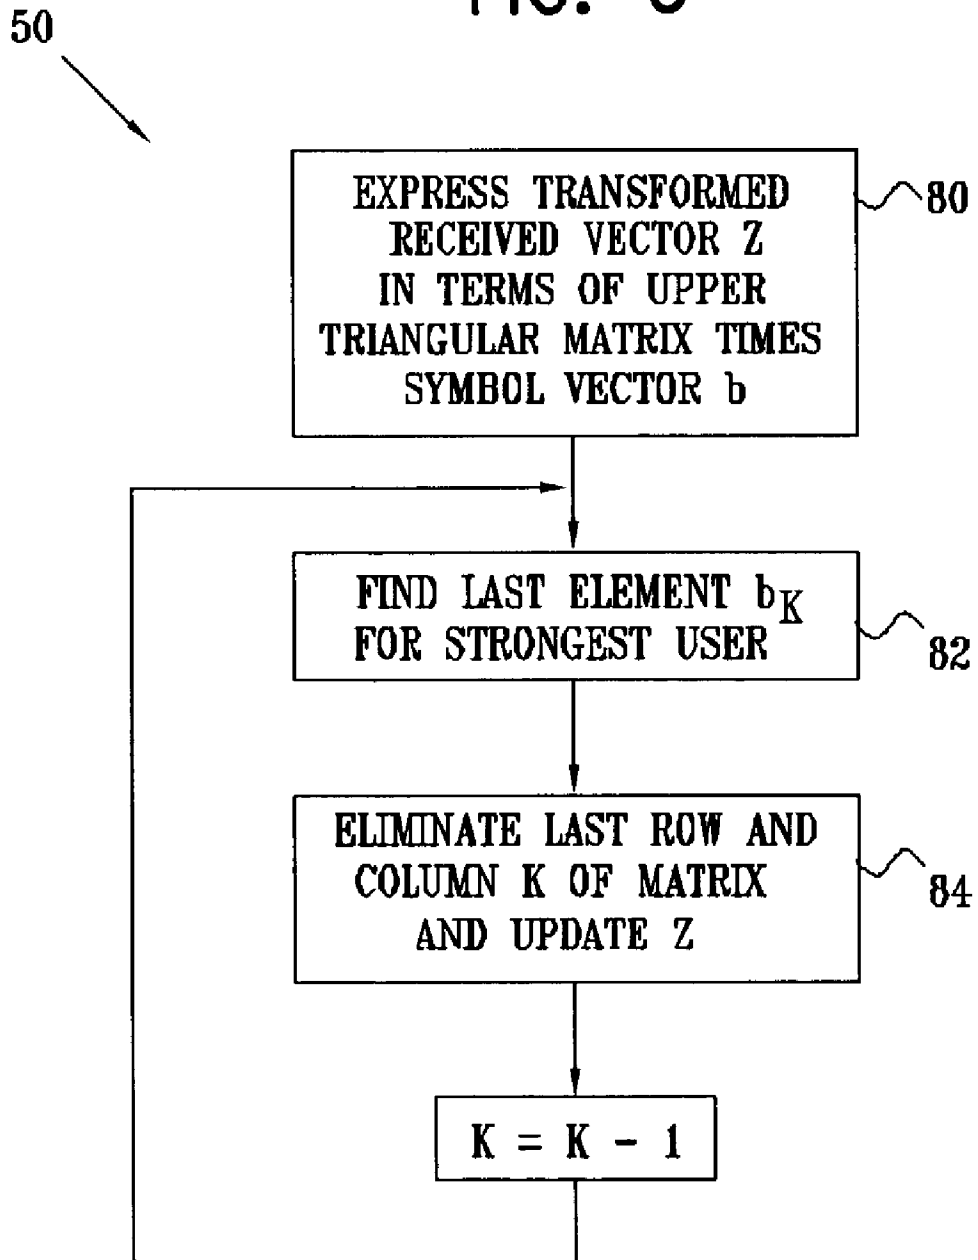 50
EXPRESS TRANSFORMED
RECEIVED VECTOR Z
IN TERMS OF UPPER
TRIANGULAR MATRIX TIMES
SYMBOL VECTOR b
80
FIND LAST ELEMENT bK
FOR STRONGEST USER
82
ELIMINATE LAST ROW AND
COLUMN K OF MATRIX
AND UPDATE Z
84
K = K - 1